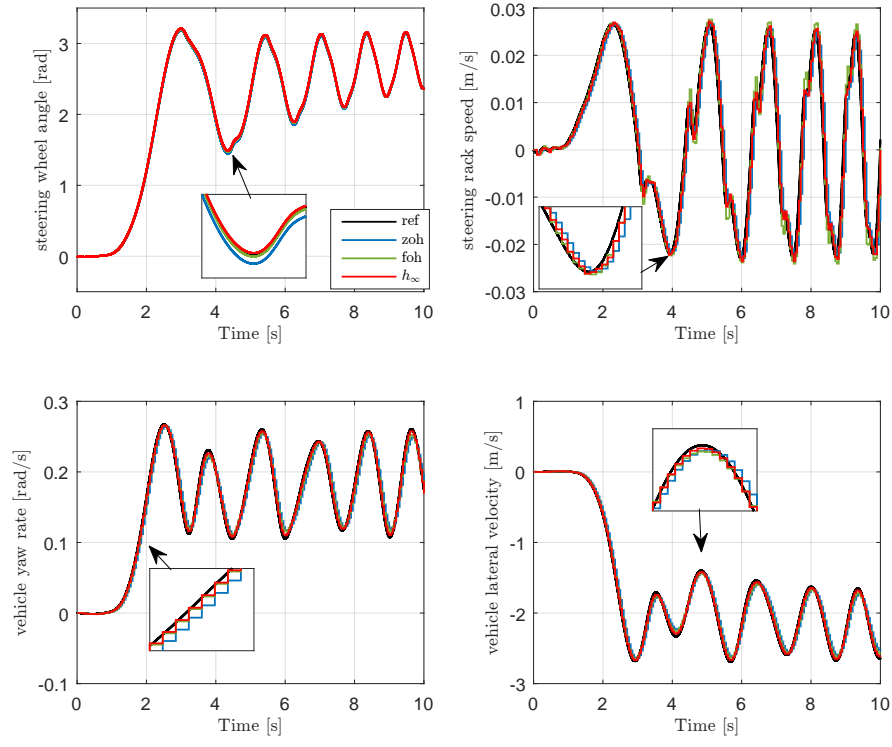 3
2
1
0
steering wheel angle [rad]
ref
zoh
foh
h∞
0 2 4 6 8 10
Time [s]
0.03
0.02
0.01
0
-0.01
-0.02
-0.03
steering rack speed [m/s]
0 2 4 6 8 10
Time [s]
0.3
0.2
0.1
0
-0.1
vehicle yaw rate [rad/s]
0 2 4 6 8 10
Time [s]
1
0
-1
-2
-3
vehicle lateral velocity [m/s]
0 2 4 6 8 10
Time [s]